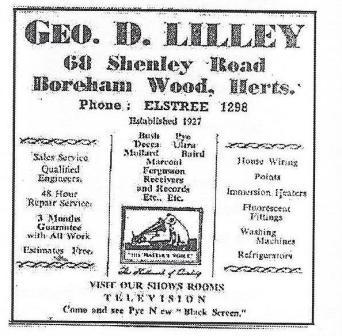 GEO. D. LILLEY
68 Shenley Road
Boreham Wood, Herts.
Phone : ELSTREE 1298
Established 1927
Sales Service
Qualified
Engineers.
48 Hour
Repair Service.
3 Months
Guarantee
with All Work
Estimates Free.
Bush Pye
Decca Ultra
Mullard Baird
Marconi
Ferguson
Receivers
and Records
Etc., Etc.
"HIS MASTER'S VOICE"
The Hallmark of Quality
House Wiring
Points
Immersion Heaters
Fluorescent
Fittings
Washing
Machines
Refrigerators
VISIT OUR SHOWS ROOMS
TELEVISION
Come and see Pye New "Black Screen."